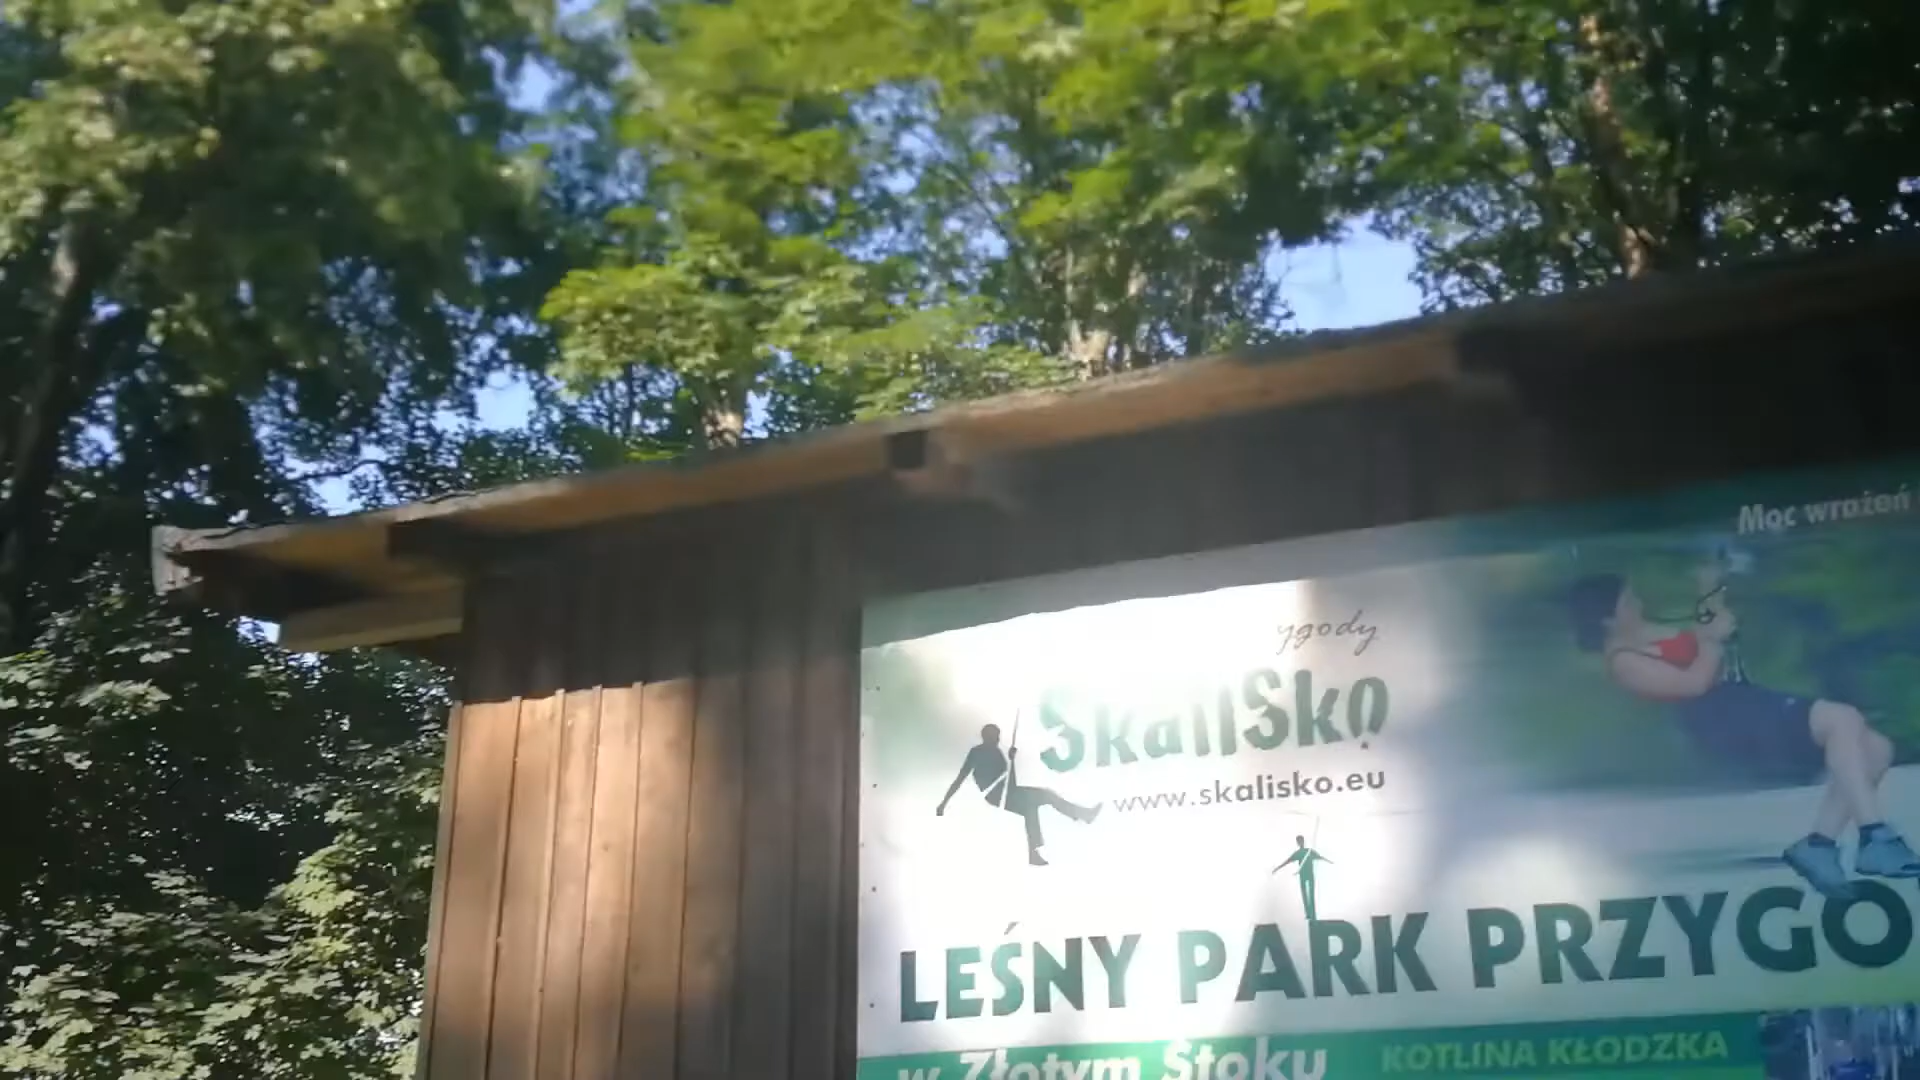 Moc wrażeń
ygody
SkaliSko
www.skalisko.eu
LEŚNY PARK PRZYGO
w Złotym Stoku KOTLINA KŁODZKA